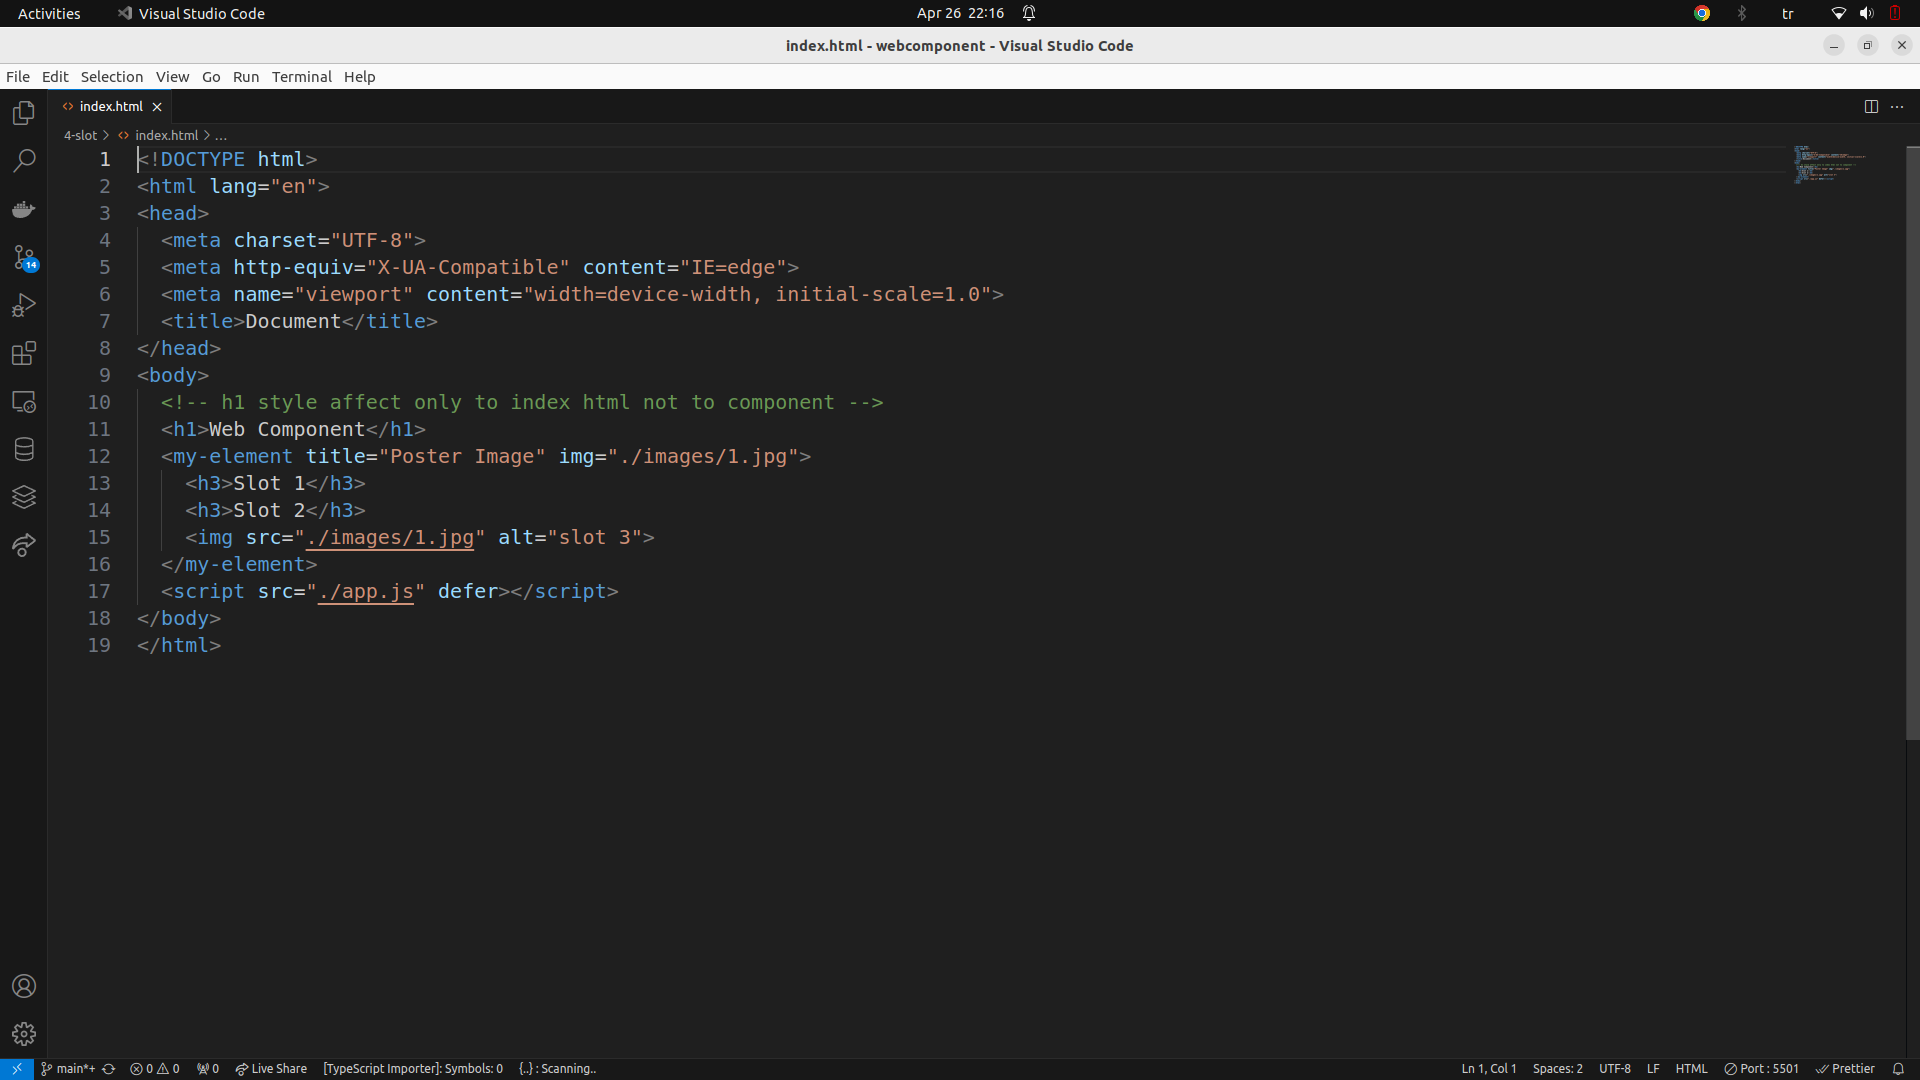 Activities Visual Studio Code Apr 26 22:16 tr
index.html - webcomponent - Visual Studio Code
File Edit Selection View Go Run Terminal Help
index.html
4-slot > index.html > ...
1 <!DOCTYPE html>
2 <html lang="en">
3 <head>
4 <meta charset="UTF-8">
5 <meta http-equiv="X-UA-Compatible" content="IE=edge">
6 <meta name="viewport" content="width=device-width, initial-scale=1.0">
7 <title>Document</title>
8 </head>
9 <body>
10 <!-- h1 style affect only to index html not to component -->
11 <h1>Web Component</h1>
12 <my-element title="Poster Image" img="./images/1.jpg">
13 <h3>Slot 1</h3>
14 <h3>Slot 2</h3>
15 <img src="./images/1.jpg" alt="slot 3">
16 </my-element>
17 <script src="./app.js" defer></script>
18 </body>
19 </html>
14
main*+ 0 0 0 Live Share [TypeScript Importer]: Symbols: 0 {..} : Scanning.. Ln 1, Col 1 Spaces: 2 UTF-8 LF HTML Port : 5501 Prettier